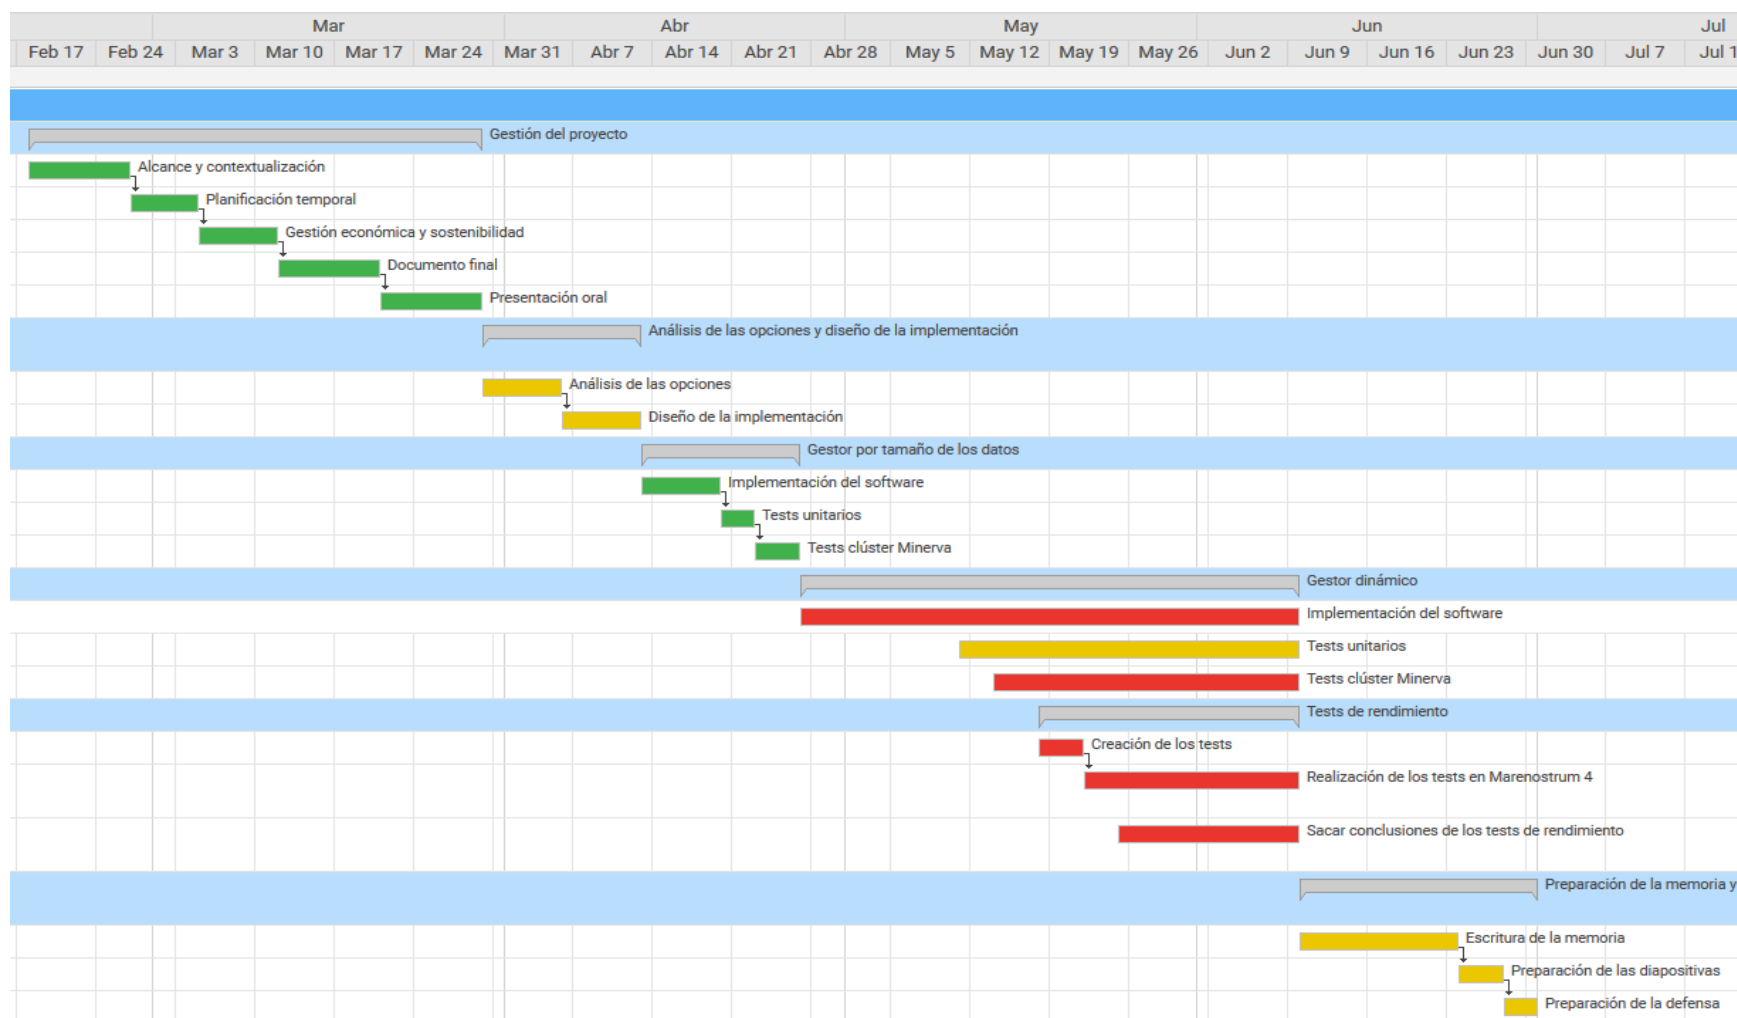 Mar Abr May Jun Jul
Feb 17 Feb 24 Mar 3 Mar 10 Mar 17 Mar 24 Mar 31 Abr 7 Abr 14 Abr 21 Abr 28 May 5 May 12 May 19 May 26 Jun 2 Jun 9 Jun 16 Jun 23 Jun 30 Jul 7 Jul 1
Gestión del proyecto
Alcance y contextualización
Planificación temporal
Gestión económica y sostenibilidad
Documento final
Presentación oral
Análisis de las opciones y diseño de la implementación
Análisis de las opciones
Diseño de la implementación
Gestor por tamaño de los datos
Implementación del software
Tests unitarios
Tests clúster Minerva
Gestor dinámico
Implementación del software
Tests unitarios
Tests clúster Minerva
Tests de rendimiento
Creación de los tests
Realización de los tests en Marenostrum 4
Sacar conclusiones de los tests de rendimiento
Preparación de la memoria y
Escritura de la memoria
Preparación de las diapositivas
Preparación de la defensa